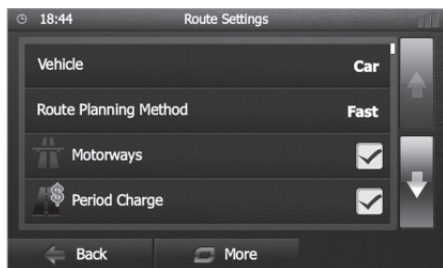 18:44 Route Settings
Vehicle Car
Route Planning Method Fast
Motorways
$ Period Charge
Back More